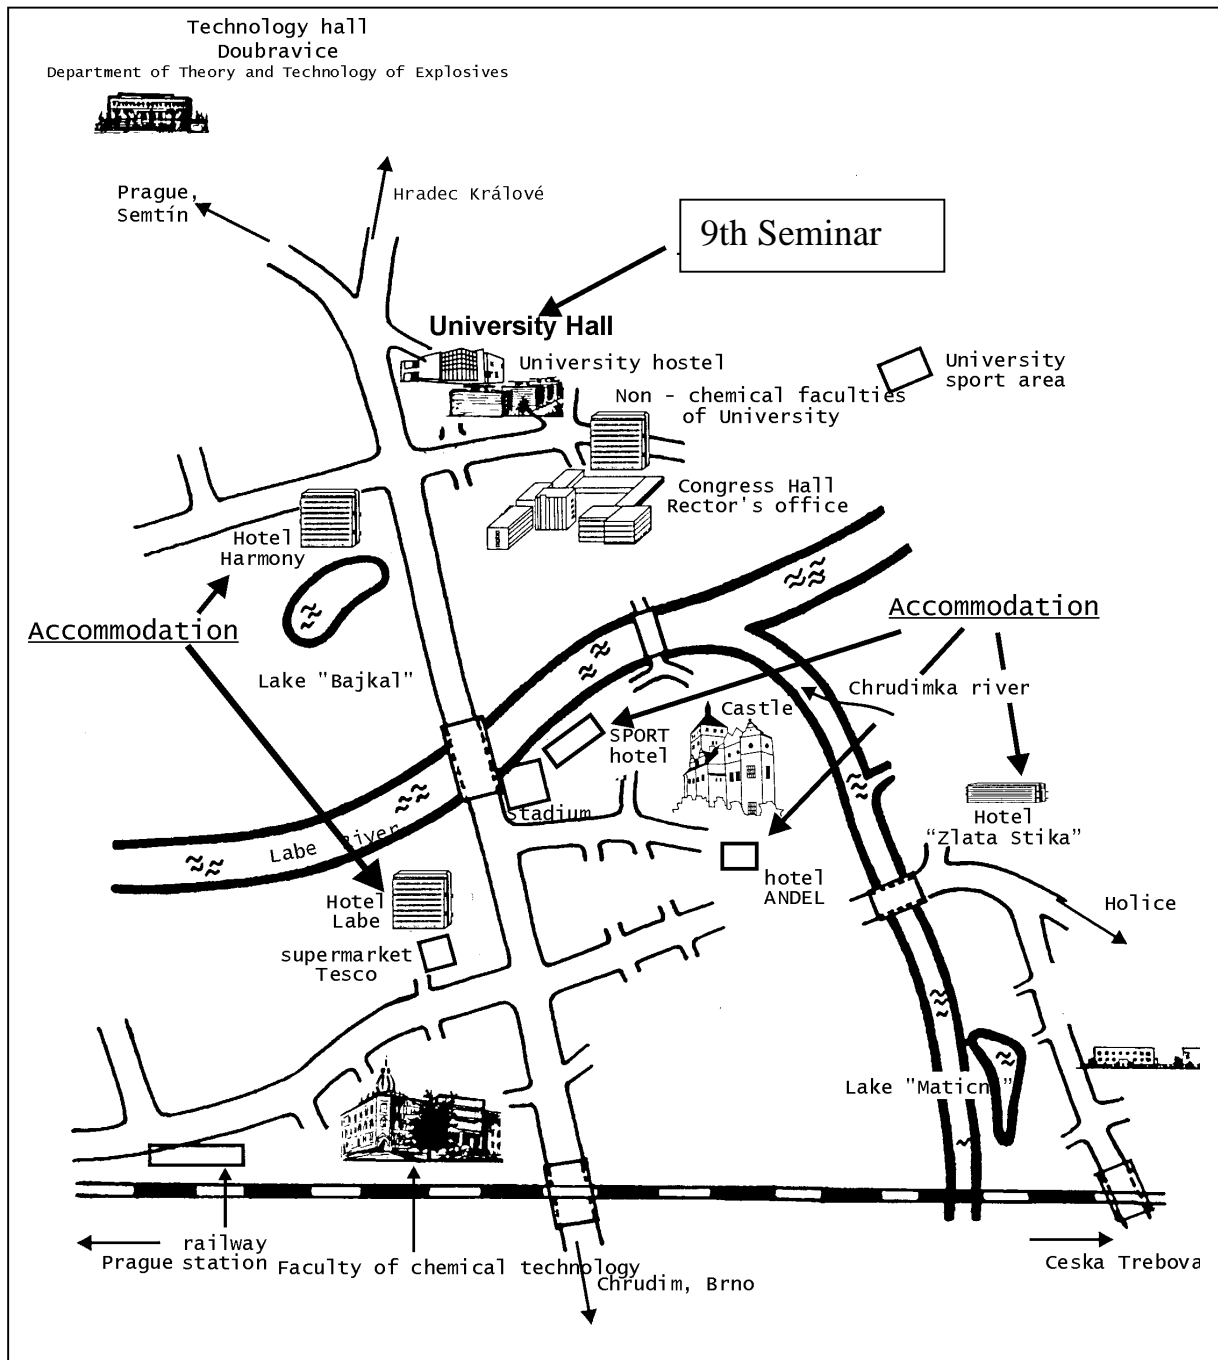 Technology hall
Doubravice
Department of Theory and Technology of Explosives
Prague,
Semtín
Hradec Králové
9th Seminar
University Hall
University hostel
University
sport area
Non - chemical faculties
of University
Congress Hall
Rector's office
Hotel
Harmony
Accommodation
Accommodation
Lake "Bajkal"
Chrudimka river
Castle
SPORT
hotel
Stadium
Hotel
“Zlata Stika”
Labe River
hotel
ANDEL
Hotel
Labe
Holice
supermarket
Tesco
Lake "Maticni"
railway
station
Prague
Faculty of chemical technology
Chrudim, Brno
Ceska Trebova